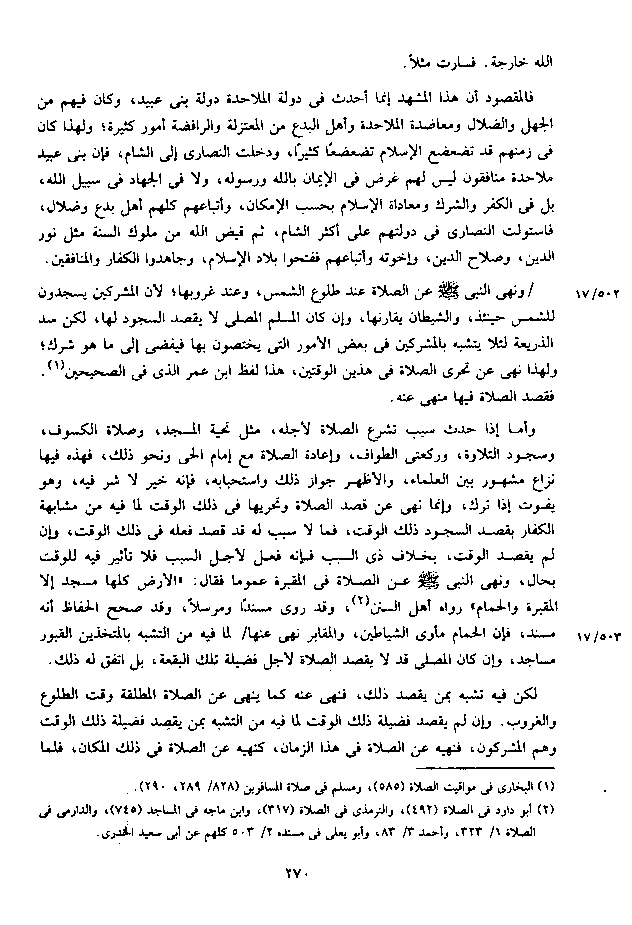 الله خارجة. فسارت مثلاً.
فالمقصود أن هذا المشهد إنما أحدث فى دولة الملاحدة دولة بنى عبيد، وكان فيهم من
الجهل والضلال ومعاضدة الملاحدة وأهل البدع من المعتزلة والرافضة أمور كثيرة؛ ولهذا كان
فى زمنهم قد تضعضع الإسلام تضعضعًا كثيرًا، ودخلت النصارى إلى الشام، فإن بنى عبيد
ملاحدة منافقون ليس لهم غرض فى الإيمان بالله ورسوله، ولا فى الجهاد فى سبيل الله،
بل فى الكفر والشرك ومعاداة الإسلام بحسب الإمكان، وأتباعهم كلهم أهل بدع وضلال،
فاستولت النصارى فى دولتهم على أكثر الشام، ثم قيض الله من ملوك السنة مثل نور
الدين، وصلاح الدين، وإخوته وأتباعهم ففتحوا بلاد الإسلام، وجاهدوا الكفار والمنافقين.
١٧/٥٠٢ / ونهى النبى ﷺ عن الصلاة عند طلوع الشمس، وعند غروبها؛ لأن المشركين يسجدون
للشمس حينئذ، والشيطان يقارنها، وإن كان المسلم المصلى لا يقصد السجود لها، لكن سد
الذريعة لئلا يتشبه بالمشركين فى بعض الأمور التى يختصون بها فيفضى إلى ما هو شرك؛
ولهذا نهى عن تحرى الصلاة فى هذين الوقتين، هذا لفظ ابن عمر الذى فى الصحيحين(١).
فقصد الصلاة فيها منهى عنه.
وأما إذا حدث سبب تشرع الصلاة لأجله، مثل تحية المسجد، وصلاة الكسوف،
وسجود التلاوة، وركعتى الطواف، وإعادة الصلاة مع إمام الحى ونحو ذلك، فهذه فيها
نزاع مشهور بين العلماء، والأظهر جواز ذلك واستحبابه، فإنه خير لا شر فيه، وهو
يفوت إذا ترك، وإنما نهى عن قصد الصلاة وتحريها فى ذلك الوقت لما فيه من مشابهة
الكفار بقصد السجود ذلك الوقت، فما لا سبب له قد قصد فعله فى ذلك الوقت، وإن
لم يقصد الوقت، بخلاف ذى السبب فإنه فعل لأجل السبب فلا تأثير فيه للوقت
بحال، ونهى النبى ﷺ عن الصلاة فى المقبرة عموما فقال: «الأرض كلها مسجد إلا
المقبرة والحمام» رواه أهل السنن(٢)، وقد روى مسندًا ومرسلاً، وقد صحح الحفاظ أنه
١٧/٥٠٣ مسند، فإن الحمام مأوى الشياطين، والمقابر نهى عنها/ لما فيه من التشبه بالمتخذين القبور
مساجد، وإن كان المصلى قد لا يقصد الصلاة لأجل فضيلة تلك البقعة، بل اتفق له ذلك.
لكن فيه تشبه بمن يقصد ذلك، فنهى عنه كما ينهى عن الصلاة المطلقة وقت الطلوع
والغروب. وإن لم يقصد فضيلة ذلك الوقت لما فيه من التشبه بمن يقصد فضيلة ذلك الوقت
وهم المشركون، فنهيه عن الصلاة فى هذا الزمان، كنهيه عن الصلاة فى ذلك المكان، فلما
(١) البخارى فى مواقيت الصلاة (٥٨٥)، ومسلم فى صلاة المسافرين (٨٢٨/ ٢٨٩، ٢٩٠).
(٢) أبو داود فى الصلاة (٤٩٢)، والترمذى فى الصلاة (٣١٧)، وابن ماجه فى المساجد (٧٤٥)، والدارمى فى
الصلاة ١/ ٣٢٣، وأحمد ٣/ ٨٣، وأبو يعلى فى مسنده ٢/ ٥٠٣ كلهم عن أبى سعيد الخدرى.
٢٧٠